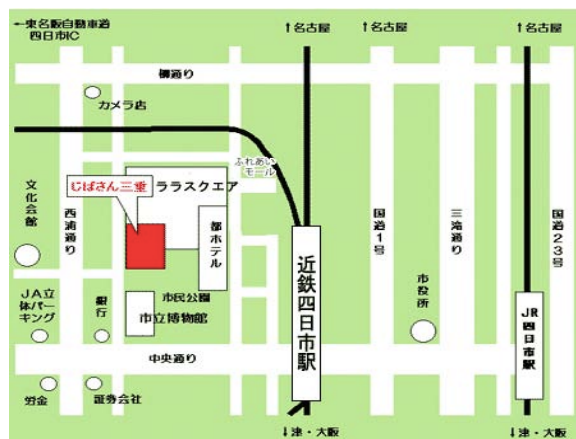 ←東名阪自動車道
四日市IC
↑名古屋
↑名古屋
↑名古屋
柳通り
カメラ店
ふれあい
モール
じばさん三重
ララスクエア
文化会館
西浦通り
都ホテル
国道1号
三滝通り
国道23号
近鉄四日市駅
市役所
JR四日市駅
JA立
体パー
キング
銀行
市民公園
市立博物館
中央通り
労金
証券会社
↓津・大阪
↓津・大阪